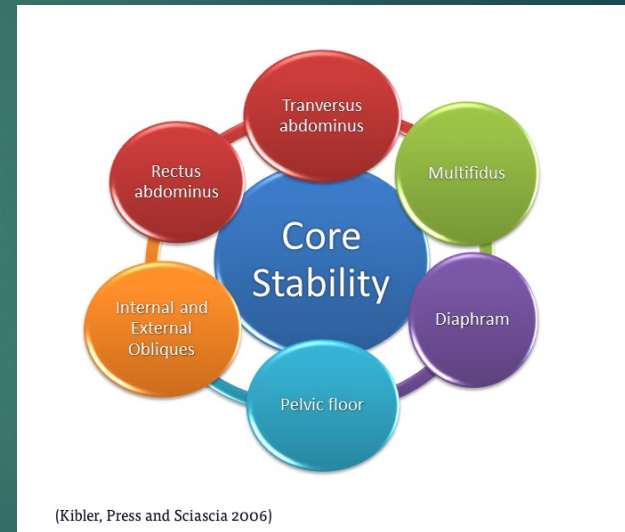 Tranversus
abdominus
Rectus
abdominus
Multifidus
Core
Stability
Internal and
External
Obliques
Diaphram
Pelvic floor
(Kibler, Press and Sciascia 2006)